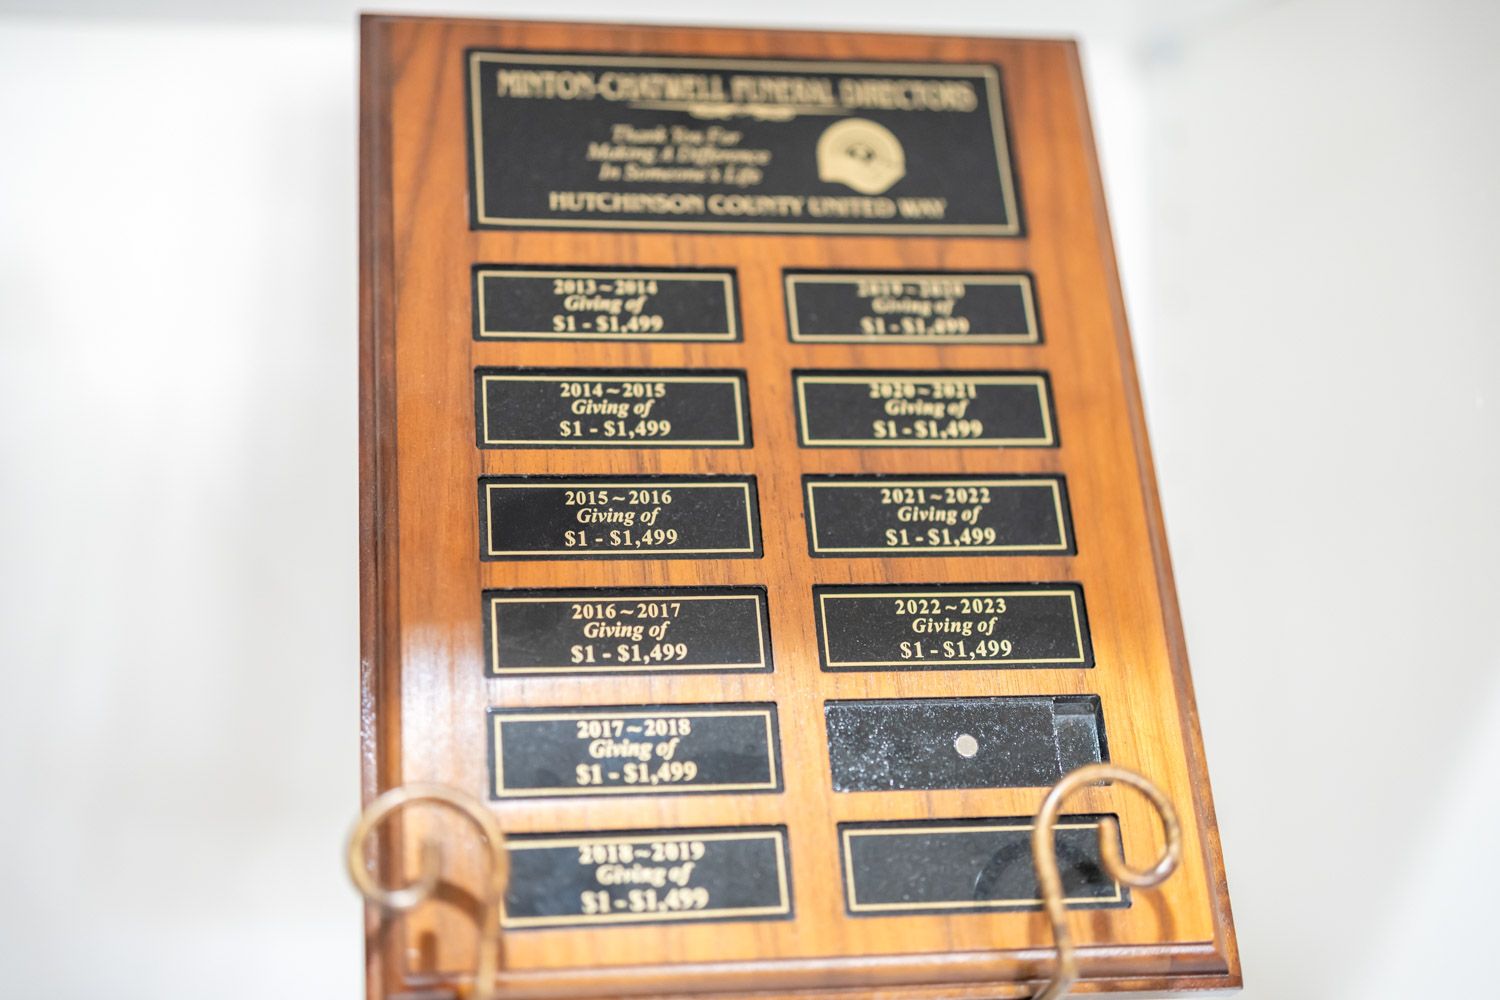 MINTON-CHATWELL FUNERAL DIRECTORS
Thank You For
Making A Difference
In Someone's Life
HUTCHINSON COUNTY UNITED WAY
2013~2014
Giving of
$1 - $1,499
2014~2015
Giving of
$1 - $1,499
2015~2016
Giving of
$1 - $1,499
2016~2017
Giving of
$1 - $1,499
2017~2018
Giving of
$1 - $1,499
2018~2019
Giving of
$1 - $1,499
Giving of
$1 - $1,499
2020~2021
Giving of
$1 - $1,499
2021~2022
Giving of
$1 - $1,499
2022~2023
Giving of
$1 - $1,499